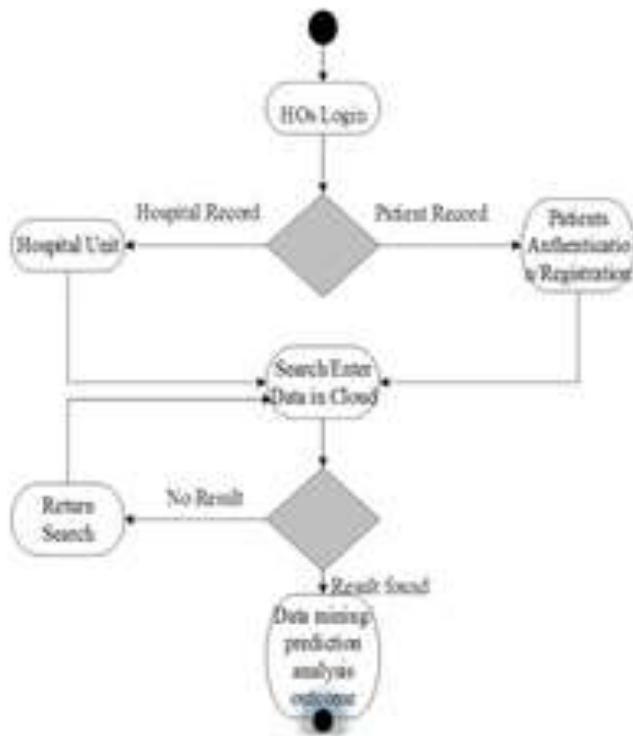 HOs Login
Hospital Record
Patient Record
Hospital Unit
Patients
Authenticatio
n/Registration
Search/Enter
Data in Cloud
No Result
Return
Search
Result found
Data mining
prediction
analysis
outcome